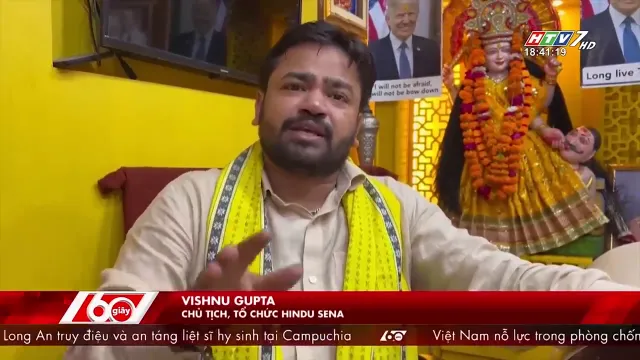 HTV7 HD
18:41:19
I will not be afraid,
will not be bow down
Long live T
60 giây
VISHNU GUPTA
CHỦ TỊCH, TỔ CHỨC HINDU SENA
Long An truy điệu và an táng liệt sĩ hy sinh tại Campuchia 60 Việt Nam nỗ lực trong phòng chốn